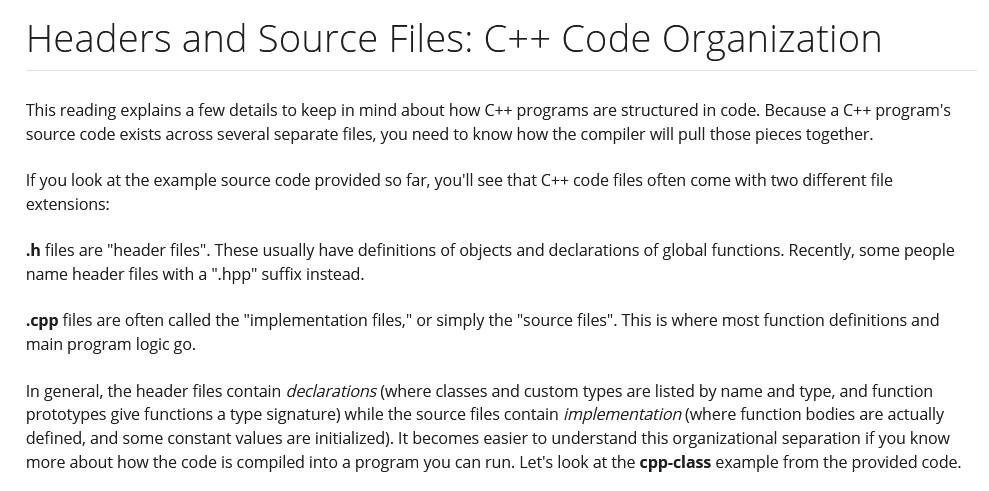 Headers and Source Files: C++ Code Organization
This reading explains a few details to keep in mind about how C++ programs are structured in code. Because a C++ program's
source code exists across several separate files, you need to know how the compiler will pull those pieces together.
If you look at the example source code provided so far, you'll see that C++ code files often come with two different file
extensions:
.h files are "header files". These usually have definitions of objects and declarations of global functions. Recently, some people
name header files with a ".hpp" suffix instead.
.cpp files are often called the "implementation files," or simply the "source files". This is where most function definitions and
main program logic go.
In general, the header files contain declarations (where classes and custom types are listed by name and type, and function
prototypes give functions a type signature) while the source files contain implementation (where function bodies are actually
defined, and some constant values are initialized). It becomes easier to understand this organizational separation if you know
more about how the code is compiled into a program you can run. Let's look at the cpp-class example from the provided code.